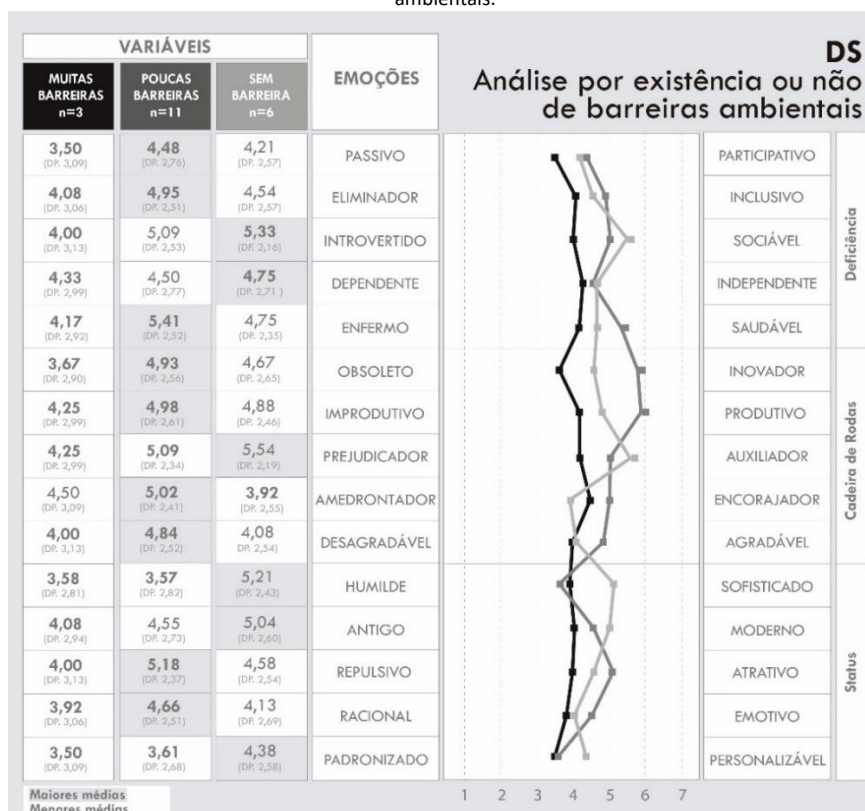 ambientais.
VARIÁVEIS
MUITAS BARREIRAS n=3 POUCAS BARREIRAS n=11 SEM BARREIRA n=6 EMOÇÕES
DS
Análise por existência ou não
de barreiras ambientais
3,50 4,48 4,21 PASSIVO PARTICIPATIVO
(DP. 3,09) (DP. 2,76) (DP. 2,57)
4,08 4,95 4,54 ELIMINADOR INCLUSIVO
(DP. 3,06) (DP. 2,51) (DP. 2,57)
4,00 5,09 5,33 INTROVERTIDO SOCIÁVEL
(DP. 3,13) (DP. 2,53) (DP. 2,16)
4,33 4,50 4,75 DEPENDENTE INDEPENDENTE
(DP. 2,99) (DP. 2,77) (DP. 2,71 )
4,17 5,41 4,75 ENFERMO SAUDÁVEL
(DP. 2,92) (DP. 2,52) (DP. 2,35)
Deficiência
3,67 4,93 4,67 OBSOLETO INOVADOR
(DP. 2,90) (DP. 2,56) (DP. 2,65)
4,25 4,98 4,88 IMPRODUTIVO PRODUTIVO
(DP. 2,99) (DP. 2,61) (DP. 2,46)
4,25 5,09 5,54 PREJUDICADOR AUXILIADOR
(DP. 2,99) (DP. 2,34) (DP. 2,19)
4,50 5,02 3,92 AMEDRONTADOR ENCORAJADOR
(DP. 3,09) (DP. 2,41) (DP. 2,55)
4,00 4,84 4,08 DESAGRADÁVEL AGRADÁVEL
(DP. 3,13) (DP. 2,52) DP. 2,54)
Cadeira de Rodas
3,58 3,57 5,21 HUMILDE SOFISTICADO
(DP. 2,81) (DP. 2,82) (DP. 2,43)
4,08 4,55 5,04 ANTIGO MODERNO
(DP. 2,94) (DP. 2,73) (DP. 2,60)
4,00 5,18 4,58 REPULSIVO ATRATIVO
(DP. 3,13) (DP. 2,37) (DP. 2,54)
3,92 4,66 4,13 RACIONAL EMOTIVO
(DP. 3,06) (DP. 2,51) (DP. 2,69)
3,50 3,61 4,38 PADRONIZADO PERSONALIZÁVEL
(DP. 3,09) (DP. 2,68) (DP. 2,58)
Status
Maiores médias
Menores médias
1 2 3 4 5 6 7